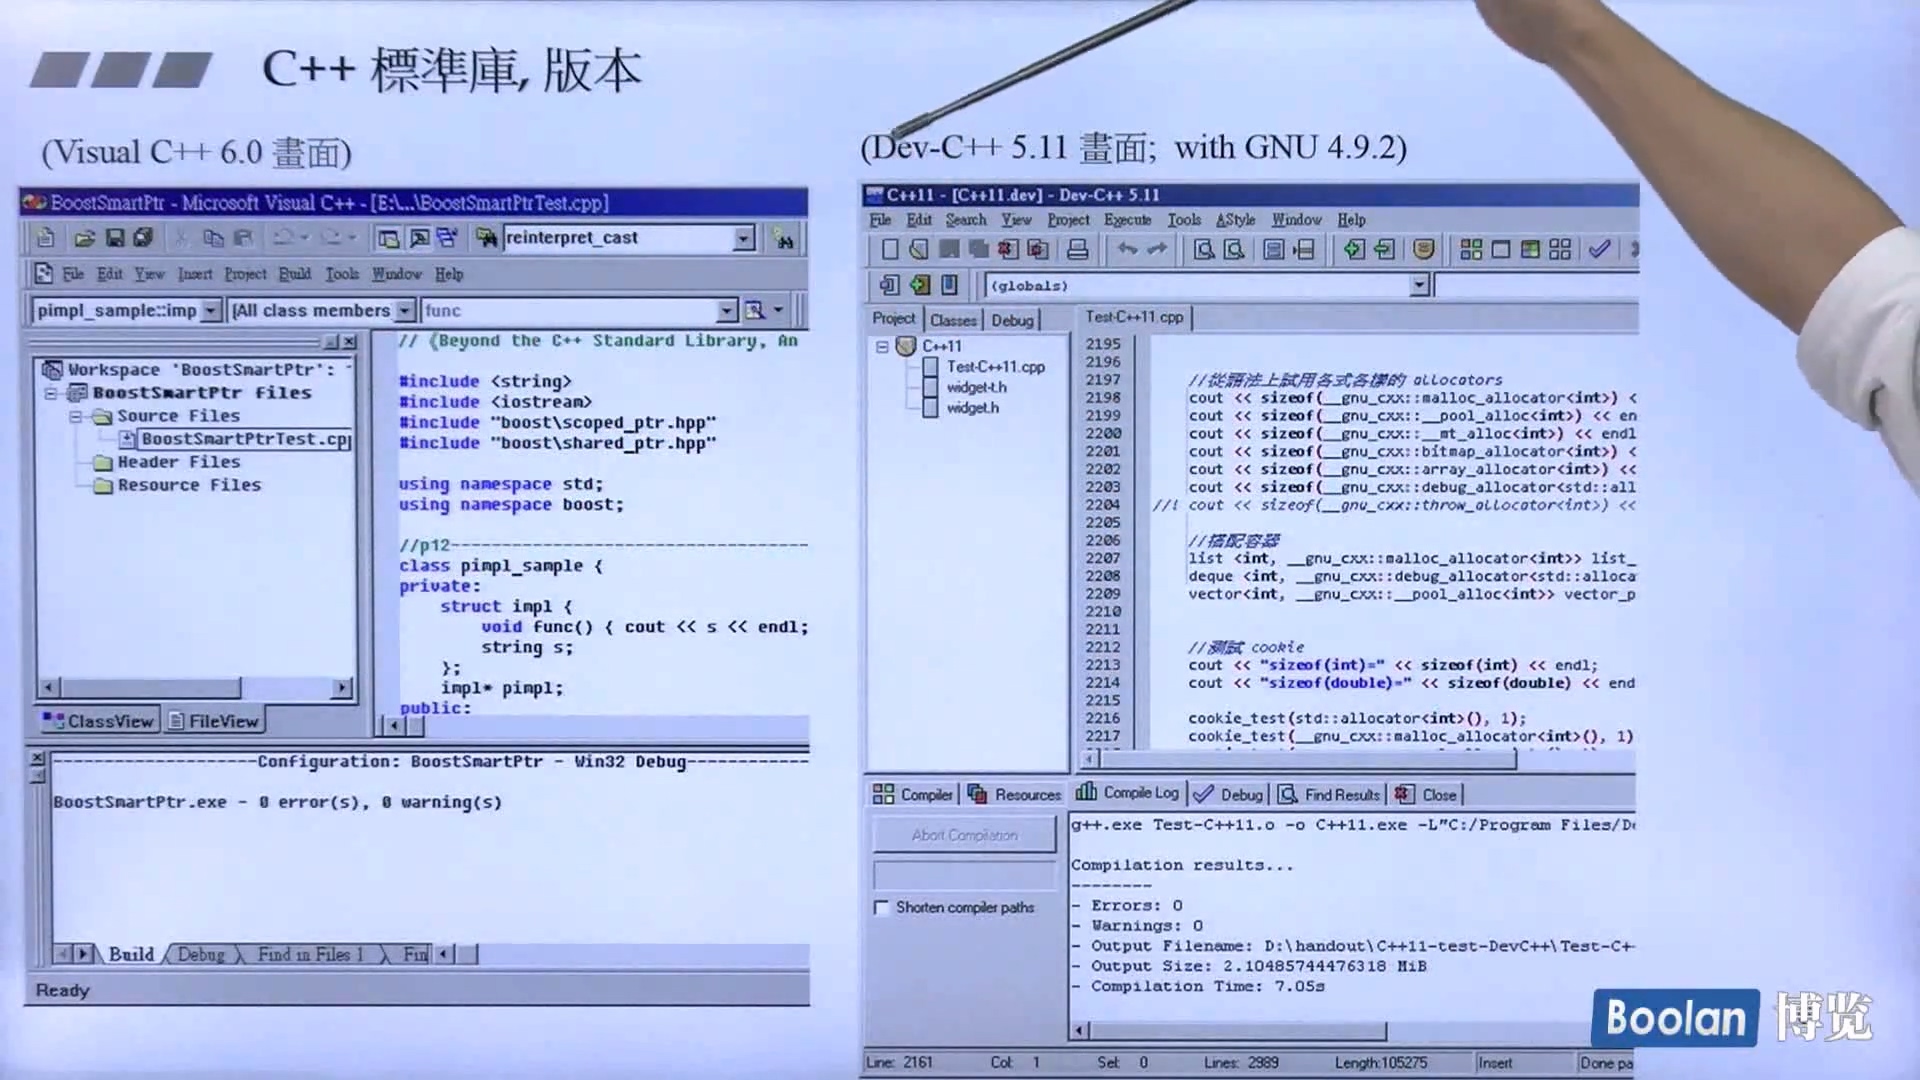 C++ 標準庫, 版本
(Visual C++ 6.0 畫面)
BoostSmartPtr - Microsoft Visual C++ - [E:\...\BoostSmartPtrTest.cpp]
reinterpret_cast
File Edit View Insert Project Build Tools Window Help
pimpl_sample::imp [All class members func
Workspace 'BoostSmartPtr':
BoostSmartPtr files
Source Files
BoostSmartPtrTest.cp
Header Files
Resource Files
ClassView FileView
// 《Beyond the C++ Standard Library, An
#include <string>
#include <iostream>
#include "boost\scoped_ptr.hpp"
#include "boost\shared_ptr.hpp"
using namespace std;
using namespace boost;
//p12------------------------------------
class pimpl_sample {
private:
struct impl {
void func() { cout << s << endl;
string s;
};
impl* pimpl;
public:
--------------------Configuration: BoostSmartPtr - Win32 Debug------------
BoostSmartPtr.exe - 0 error(s), 0 warning(s)
Build Debug Find in Files 1 Fin
Ready
(Dev-C++ 5.11 畫面; with GNU 4.9.2)
C++11 - [C++11.dev] - Dev-C++ 5.11
File Edit Search View Project Execute Tools AStyle Window Help
(globals)
Project Classes Debug
C++11
Test-C++11.cpp
widget-t.h
widget.h
Test-C++11.cpp
2195
2196
2197 //從語法上試用各式各樣的 allocators
2198 cout << sizeof(__gnu_cxx::malloc_allocator<int>) <
2199 cout << sizeof(__gnu_cxx::__pool_alloc<int>) << en
2200 cout << sizeof(__gnu_cxx::__mt_alloc<int>) << endl
2201 cout << sizeof(__gnu_cxx::bitmap_allocator<int>) <
2202 cout << sizeof(__gnu_cxx::array_allocator<int>) <<
2203 cout << sizeof(__gnu_cxx::debug_allocator<std::all
2204 //! cout << sizeof(__gnu_cxx::throw_allocator<int>) <<
2205
2206 //搭配容器
2207 list <int, __gnu_cxx::malloc_allocator<int>> list_
2208 deque <int, __gnu_cxx::debug_allocator<std::alloca
2209 vector<int, __gnu_cxx::__pool_alloc<int>> vector_p
2210
2211
2212 //測試 cookie
2213 cout << "sizeof(int)=" << sizeof(int) << endl;
2214 cout << "sizeof(double)=" << sizeof(double) << end
2215
2216 cookie_test(std::allocator<int>(), 1);
2217 cookie_test(__gnu_cxx::malloc_allocator<int>(), 1)
Compiler Resources Compile Log Debug Find Results Close
Abort Compilation
Shorten compiler paths
g++.exe Test-C++11.o -o C++11.exe -L"C:/Program Files/De
Compilation results...
--------
- Errors: 0
- Warnings: 0
- Output Filename: D:\handout\C++11-test-DevC++\Test-C+
- Output Size: 2.10485744476318 MiB
- Compilation Time: 7.05s
Line: 2161 Col: 1 Sel: 0 Lines: 2989 Length:105275 Insert Done pa
Boolan 博览